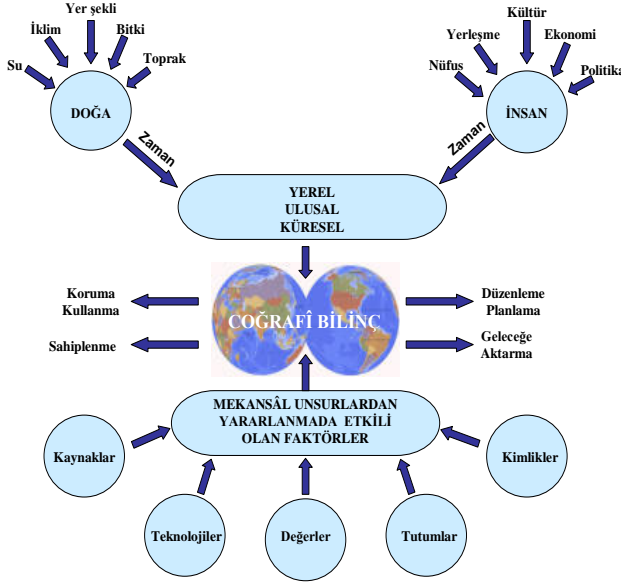 Yer şekli
İklim
Bitki
Su
Toprak
DOĞA
Zaman
Kültür
Yerleşme
Ekonomi
Nüfus
Politika
İNSAN
Zaman
YEREL
ULUSAL
KÜRESEL
Koruma
Kullanma
Sahiplenme
COĞRAFÎ BİLİNÇ
Düzenleme
Planlama
Geleceğe
Aktarma
MEKANSÂL UNSURLARDAN
YARARLANMADA ETKİLİ
OLAN FAKTÖRLER
Kaynaklar
Teknolojiler
Değerler
Tutumlar
Kimlikler